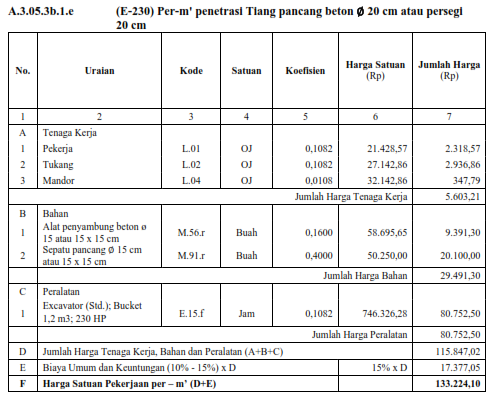 A.3.05.3b.1.e (E-230) Per-m' penetrasi Tiang pancang beton Ø 20 cm atau persegi
20 cm
No. Uraian Kode Satuan Koefisien Harga Satuan (Rp) Jumlah Harga (Rp)
1 2 3 4 5 6 7
A Tenaga Kerja
1 Pekerja L.01 OJ 0,1082 21.428,57 2.318,57
2 Tukang L.02 OJ 0,1082 27.142,86 2.936,86
3 Mandor L.04 OJ 0,0108 32.142,86 347,79
Jumlah Harga Tenaga Kerja 5.603,21
B Bahan
1 Alat penyambung beton ø 15 atau 15 x 15 cm M.56.r Buah 0,1600 58.695,65 9.391,30
2 Sepatu pancang Ø 15 cm atau 15 x 15 cm M.91.r Buah 0,4000 50.250,00 20.100,00
Jumlah Harga Bahan 29.491,30
C Peralatan
1 Excavator (Std.); Bucket 1,2 m3; 230 HP E.15.f Jam 0,1082 746.326,28 80.752,50
Jumlah Harga Peralatan 80.752,50
D Jumlah Harga Tenaga Kerja, Bahan dan Peralatan (A+B+C) 115.847,02
E Biaya Umum dan Keuntungan (10% - 15%) x D 15% x D 17.377,05
F Harga Satuan Pekerjaan per – m’ (D+E) 133.224,10